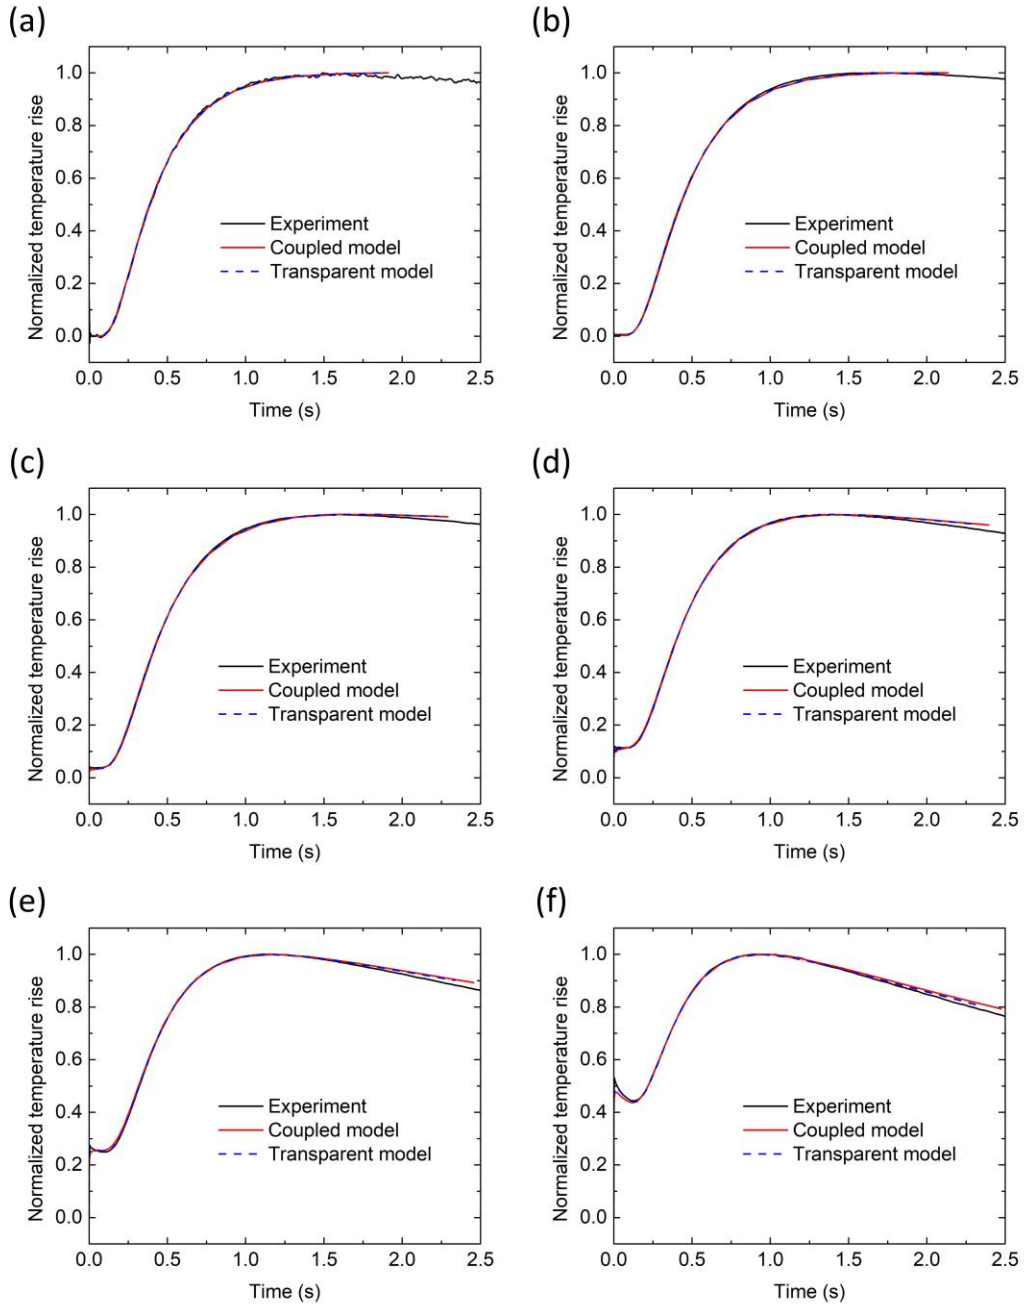 (a)
Normalized temperature rise
1.0
0.8
0.6
0.4
0.2
0.0
Experiment
Coupled model
Transparent model
0.0 0.5 1.0 1.5 2.0 2.5
Time (s)
(b)
Normalized temperature rise
1.0
0.8
0.6
0.4
0.2
0.0
Experiment
Coupled model
Transparent model
0.0 0.5 1.0 1.5 2.0 2.5
Time (s)
(c)
Normalized temperature rise
1.0
0.8
0.6
0.4
0.2
0.0
Experiment
Coupled model
Transparent model
0.0 0.5 1.0 1.5 2.0 2.5
Time (s)
(d)
Normalized temperature rise
1.0
0.8
0.6
0.4
0.2
0.0
Experiment
Coupled model
Transparent model
0.0 0.5 1.0 1.5 2.0 2.5
Time (s)
(e)
Normalized temperature rise
1.0
0.8
0.6
0.4
0.2
0.0
Experiment
Coupled model
Transparent model
0.0 0.5 1.0 1.5 2.0 2.5
Time (s)
(f)
Normalized temperature rise
1.0
0.8
0.6
0.4
0.2
0.0
Experiment
Coupled model
Transparent model
0.0 0.5 1.0 1.5 2.0 2.5
Time (s)